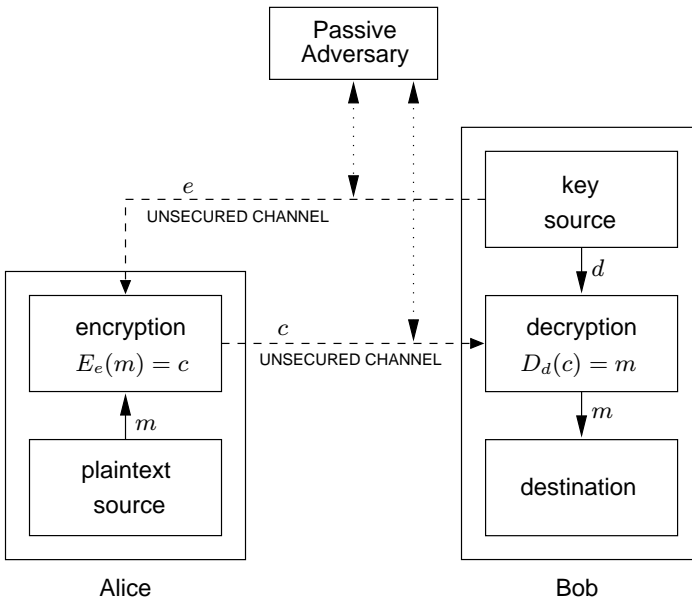 Passive
Adversary
e
UNSECURED CHANNEL
key
source
d
encryption
E_e(m) = c
c
UNSECURED CHANNEL
decryption
D_d(c) = m
m
m
plaintext
source
destination
Alice
Bob